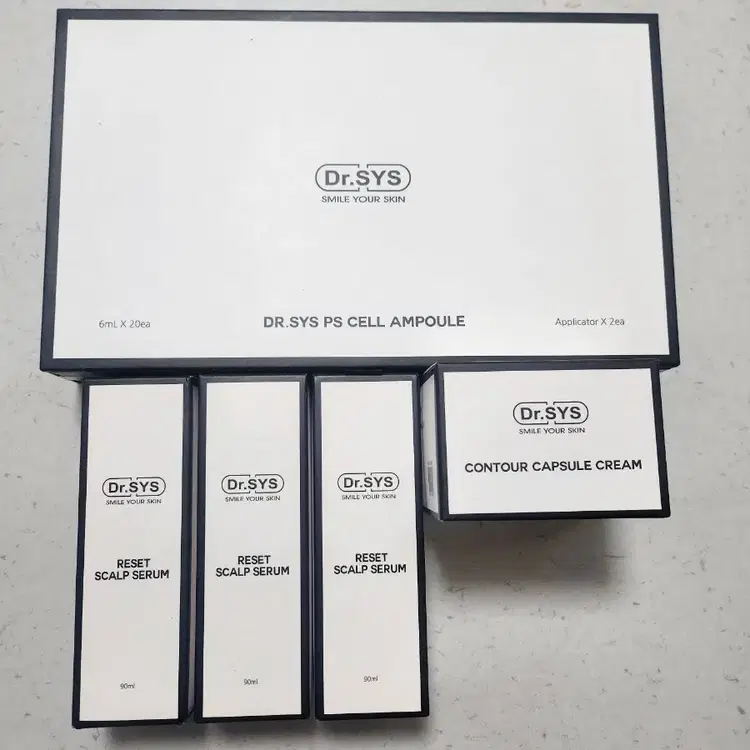 Dr.SYS
SMILE YOUR SKIN
6mL X 20ea
DR.SYS PS CELL AMPOULE
Applicator X 2ea
Dr.SYS
SMILE YOUR SKIN
RESET
SCALP SERUM
90ml
Dr.SYS
SMILE YOUR SKIN
RESET
SCALP SERUM
90ml
Dr.SYS
SMILE YOUR SKIN
RESET
SCALP SERUM
90ml
Dr.SYS
SMILE YOUR SKIN
CONTOUR CAPSULE CREAM